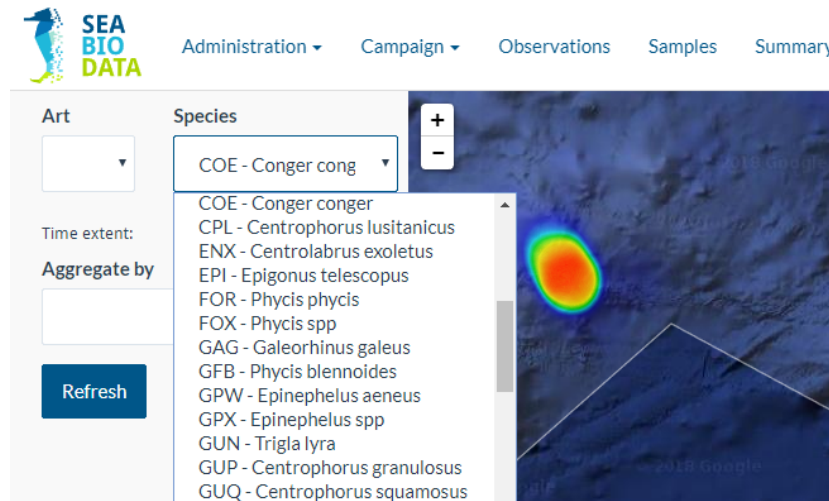 SEA
BIO
DATA
Administration ▾ Campaign ▾ Observations Samples Summary
Art Species
COE - Conger cong
COE - Conger conger
CPL - Centrophorus lusitanicus
ENX - Centrolabrus exoletus
Time extent:
EPI - Epigonus telescopus
Aggregate by
FOR - Phycis phycis
FOX - Phycis spp
GAG - Galeorhinus galeus
GFB - Phycis blennoides
Refresh
GPW - Epinephelus aeneus
GPX - Epinephelus spp
GUN - Trigla lyra
GUP - Centrophorus granulosus
GUQ - Centrophorus squamosus
+
−
2018 Google
2018 Google